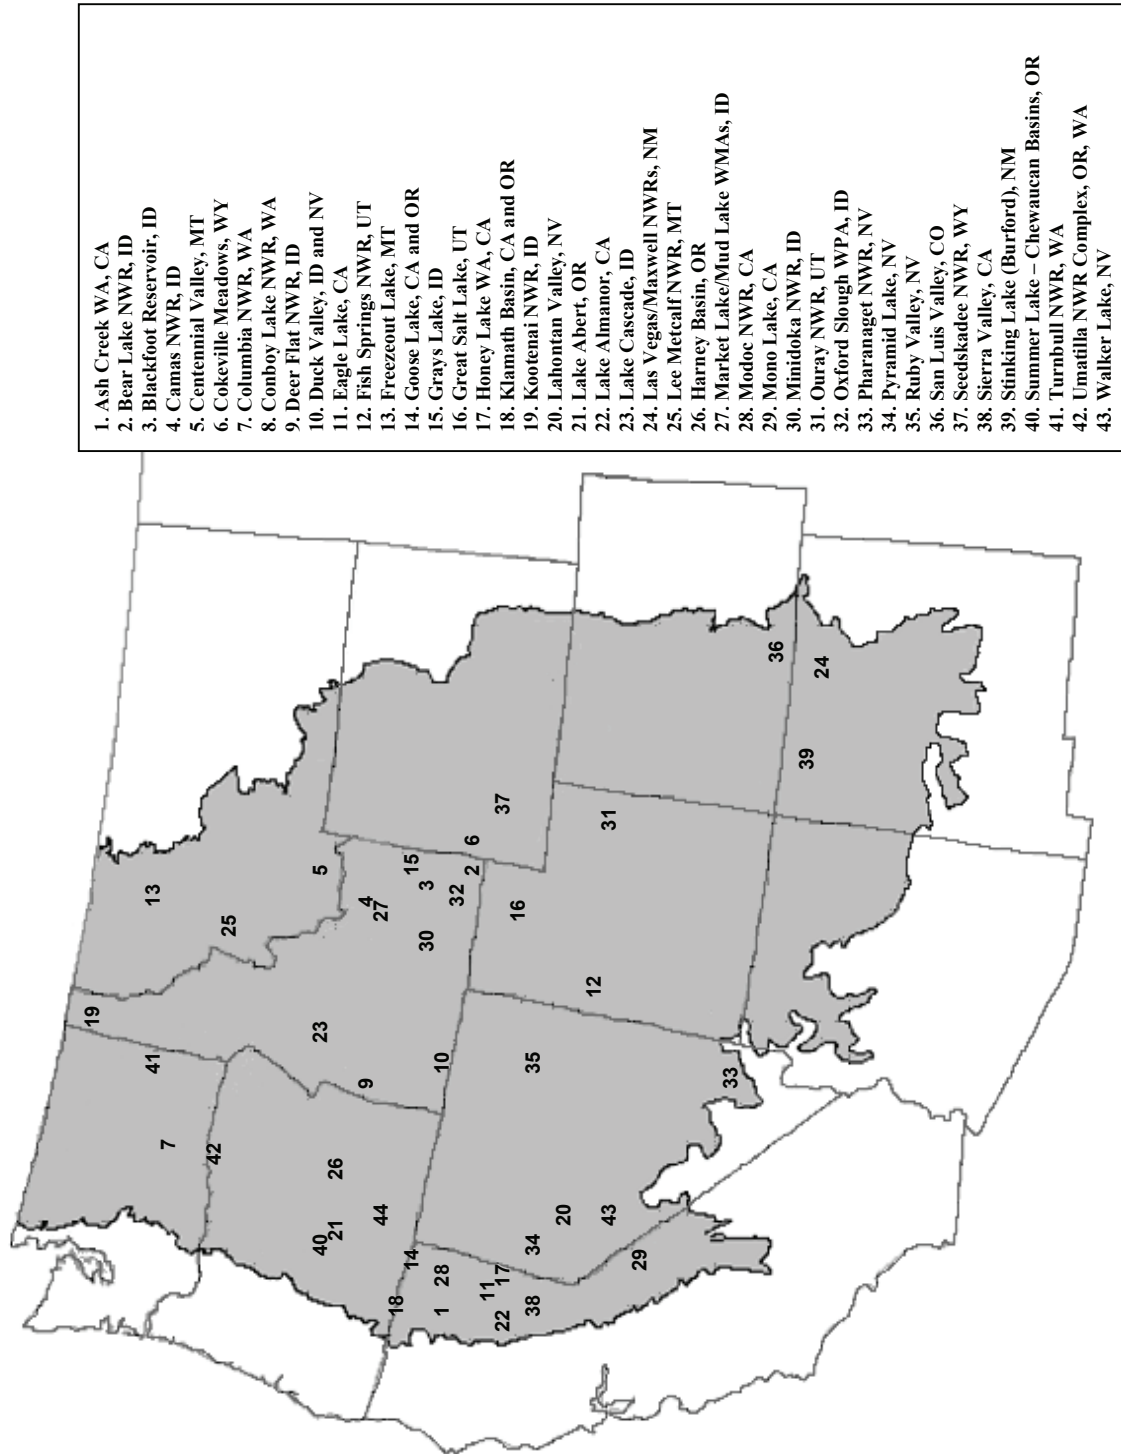 1. Ash Creek WA, CA
2. Bear Lake NWR, ID
3. Blackfoot Reservoir, ID
4. Camas NWR, ID
5. Centennial Valley, MT
6. Cokeville Meadows, WY
7. Columbia NWR, WA
8. Conboy Lake NWR, WA
9. Deer Flat NWR, ID
10. Duck Valley, ID and NV
11. Eagle Lake, CA
12. Fish Springs NWR, UT
13. Freezeout Lake, MT
14. Goose Lake, CA and OR
15. Grays Lake, ID
16. Great Salt Lake, UT
17. Honey Lake WA, CA
18. Klamath Basin, CA and OR
19. Kootenai NWR, ID
20. Lahontan Valley, NV
21. Lake Abert, OR
22. Lake Almanor, CA
23. Lake Cascade, ID
24. Las Vegas/Maxwell NWRs, NM
25. Lee Metcalf NWR, MT
26. Harney Basin, OR
27. Market Lake/Mud Lake WMAs, ID
28. Modoc NWR, CA
29. Mono Lake, CA
30. Minidoka NWR, ID
31. Ouray NWR, UT
32. Oxford Slough WPA, ID
33. Pharanaget NWR, NV
34. Pyramid Lake, NV
35. Ruby Valley, NV
36. San Luis Valley, CO
37. Seedskadee NWR, WY
38. Sierra Valley, CA
39. Stinking Lake (Burford), NM
40. Summer Lake – Chewaucan Basins, OR
41. Turnbull NWR, WA
42. Umatilla NWR Complex, OR, WA
43. Walker Lake, NV
19
41
13
7
25
42
5
23
40
21
26
9
4
27
44
18
14
15
3
30
10
28
1
32
2
6
11
17
22
37
16
35
34
38
20
12
31
43
29
33
36
39
24